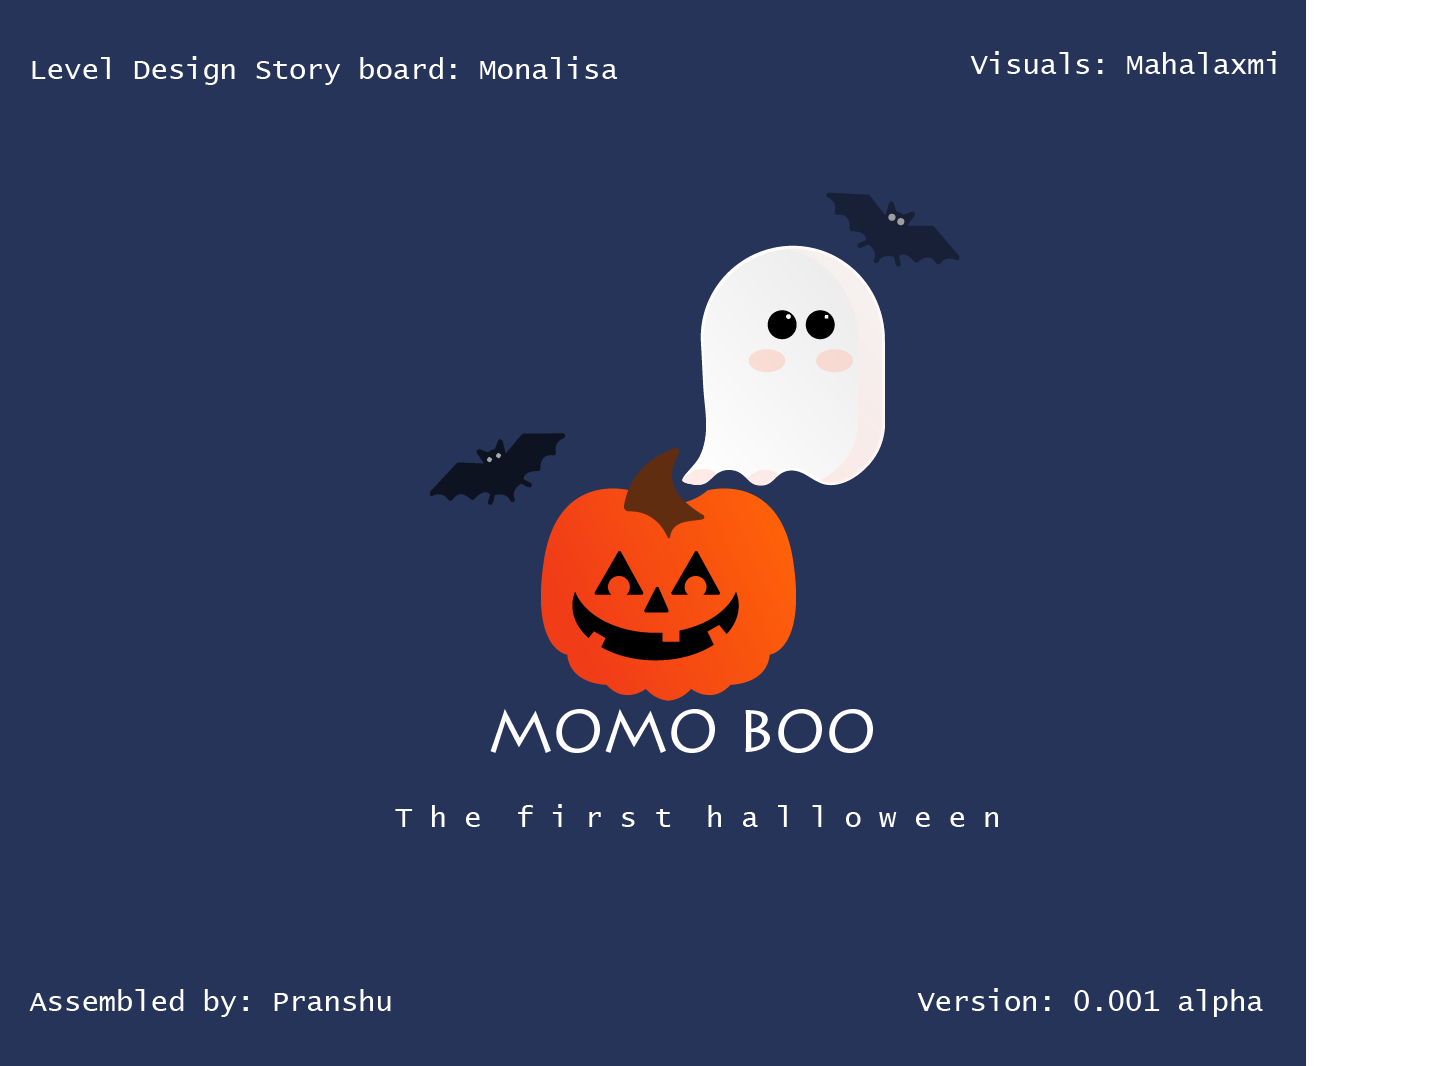 Level Design Story board: Monalisa
Visuals: Mahalaxmi
MOMO BOO
The first halloween
Assembled by: Pranshu
Version: 0.001 alpha